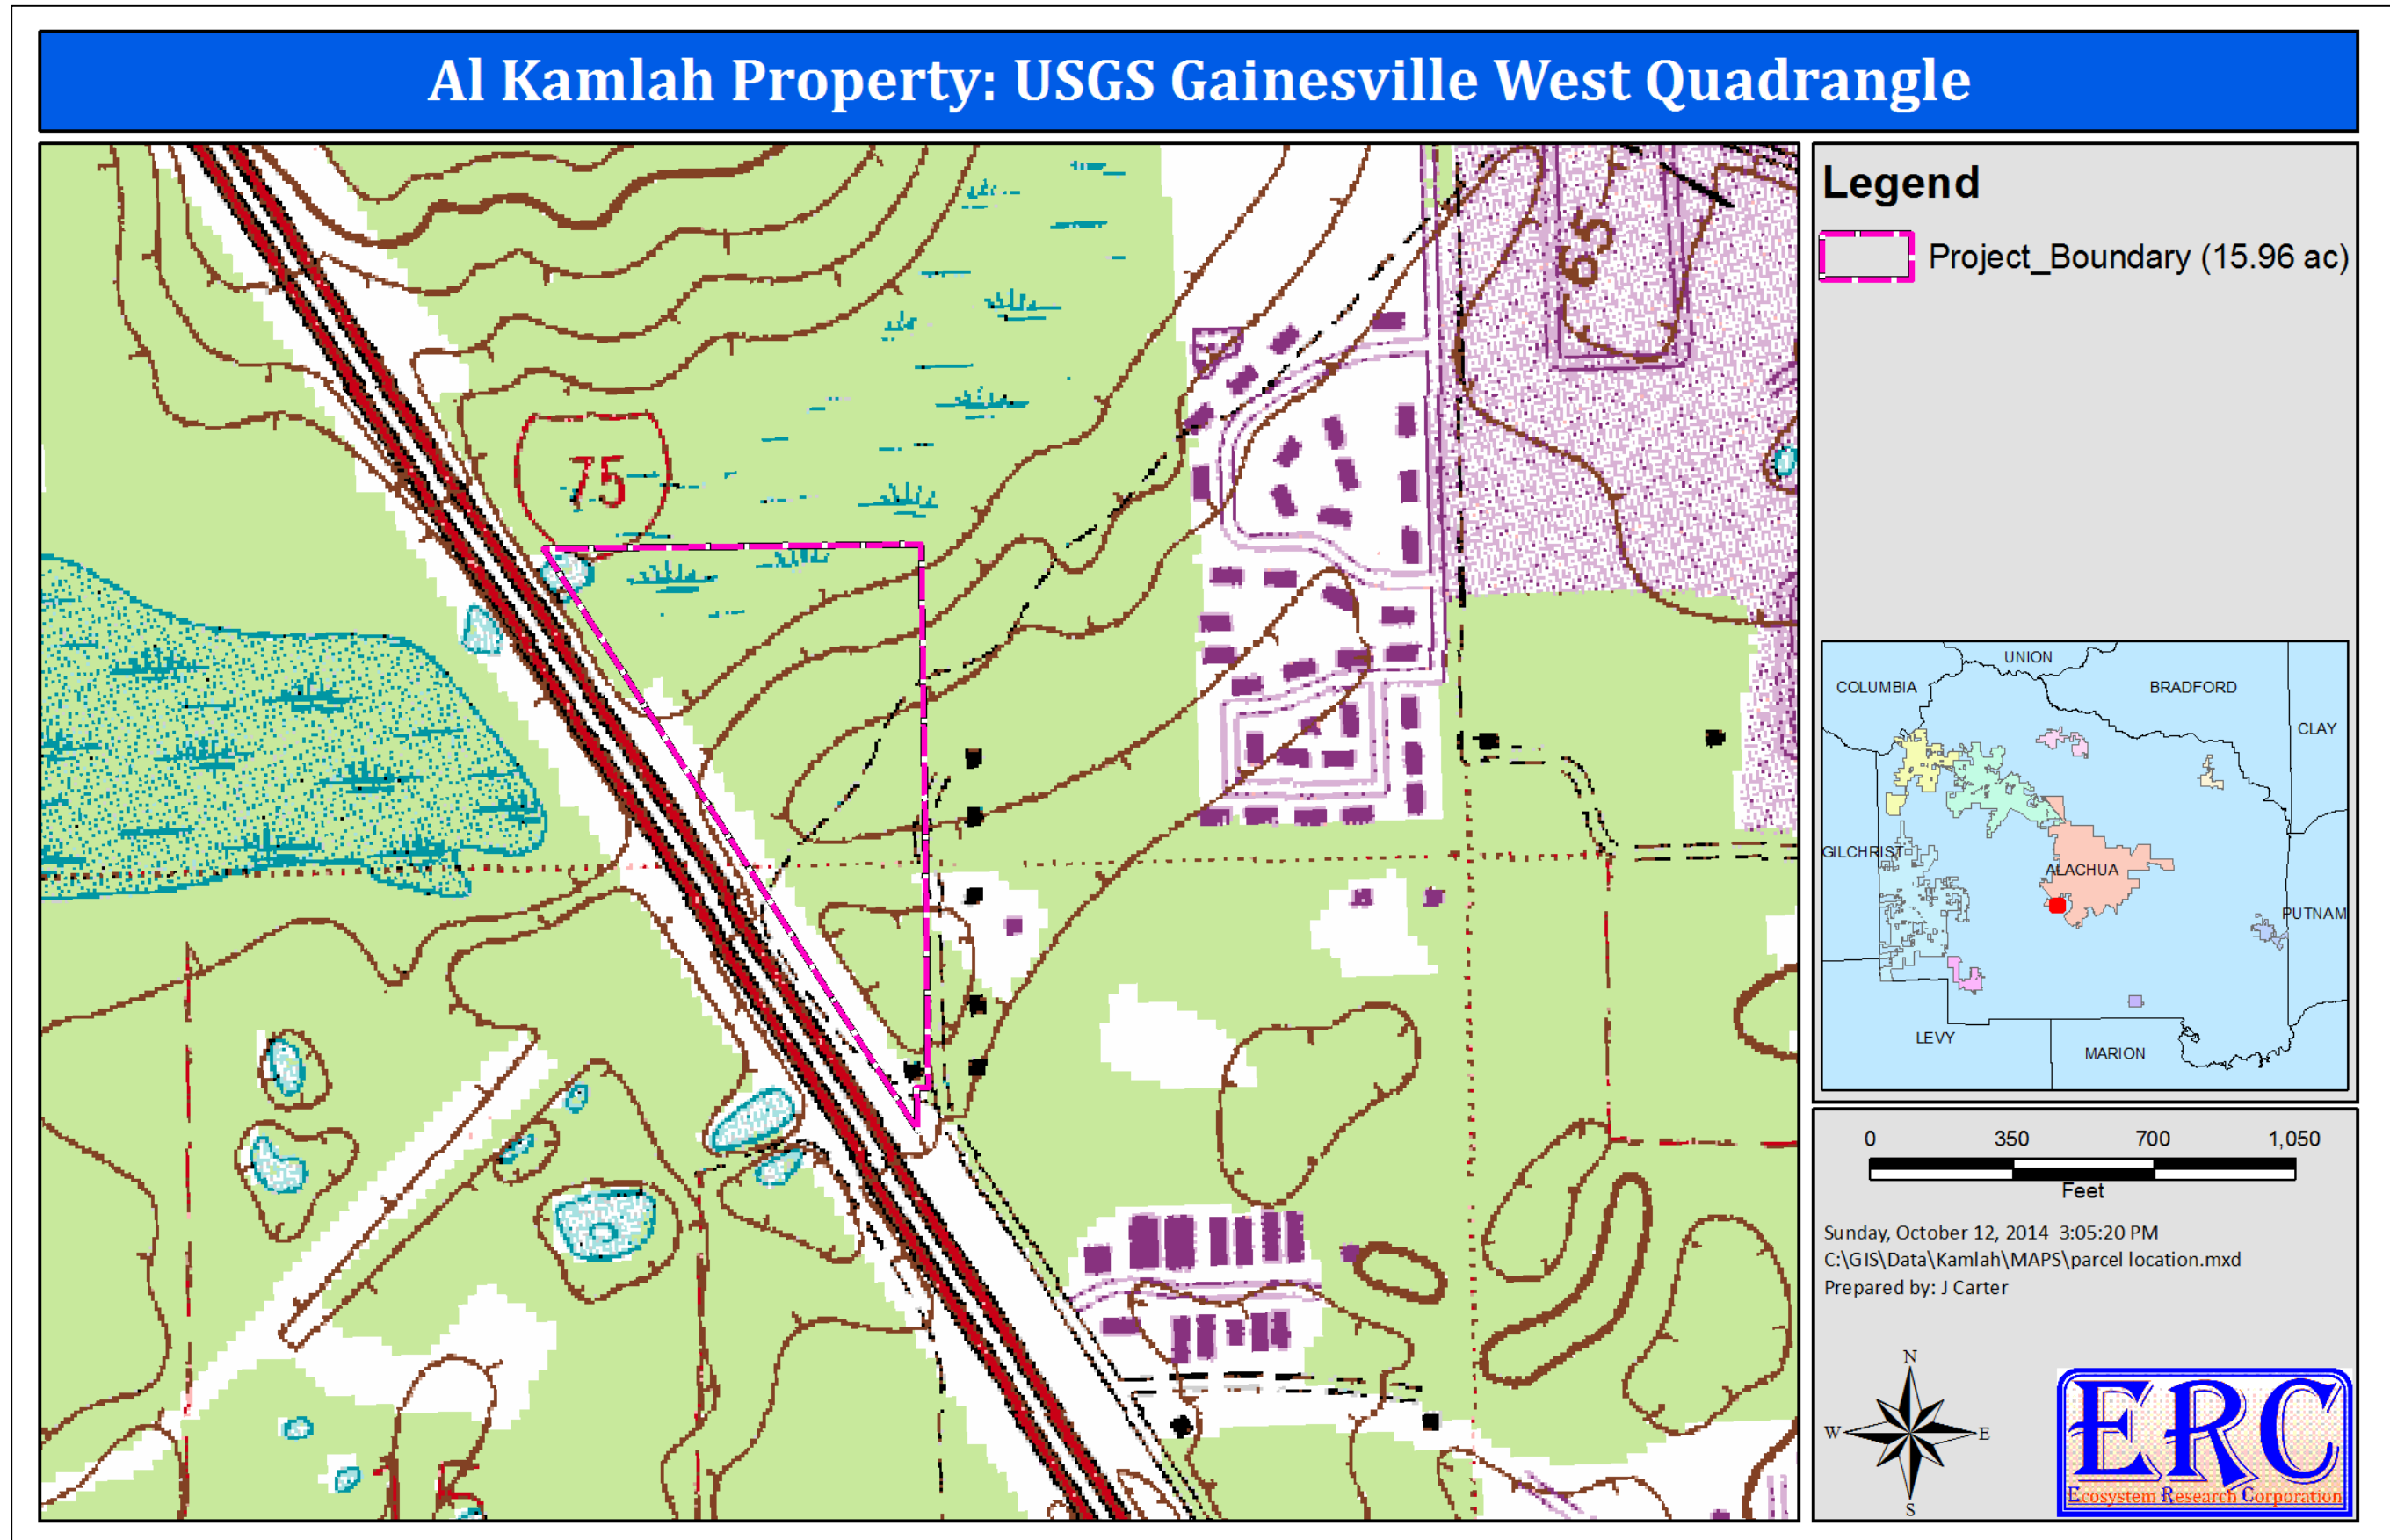 Al Kamlah Property: USGS Gainesville West Quadrangle
65
75
Legend
Project_Boundary (15.96 ac)
UNION
COLUMBIA
BRADFORD
CLAY
GILCHRIST
ALACHUA
PUTNAM
LEVY
MARION
0 350 700 1,050
Feet
Sunday, October 12, 2014 3:05:20 PM
C:\GIS\Data\Kamlah\MAPS\parcel location.mxd
Prepared by: J Carter
N
W E
S
ERC
Ecosystem Research Corporation